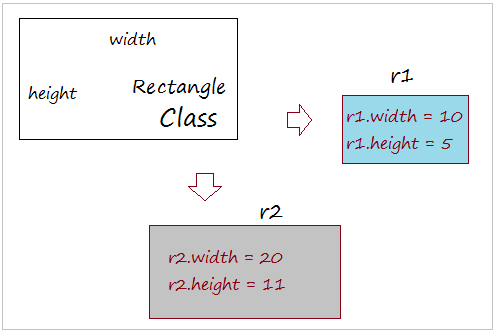 width
height
Rectangle
Class
r1
r1.width = 10
r1.height = 5
r2
r2.width = 20
r2.height = 11